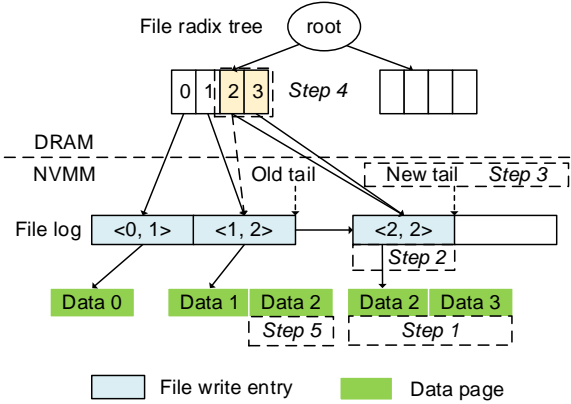 File radix tree
root
0 1 2 3
Step 4
DRAM
NVMM
Old tail
New tail
Step 3
File log
<0, 1>
<1, 2>
<2, 2>
Step 2
Data 0
Data 1
Data 2
Data 2
Data 3
Step 5
Step 1
File write entry
Data page